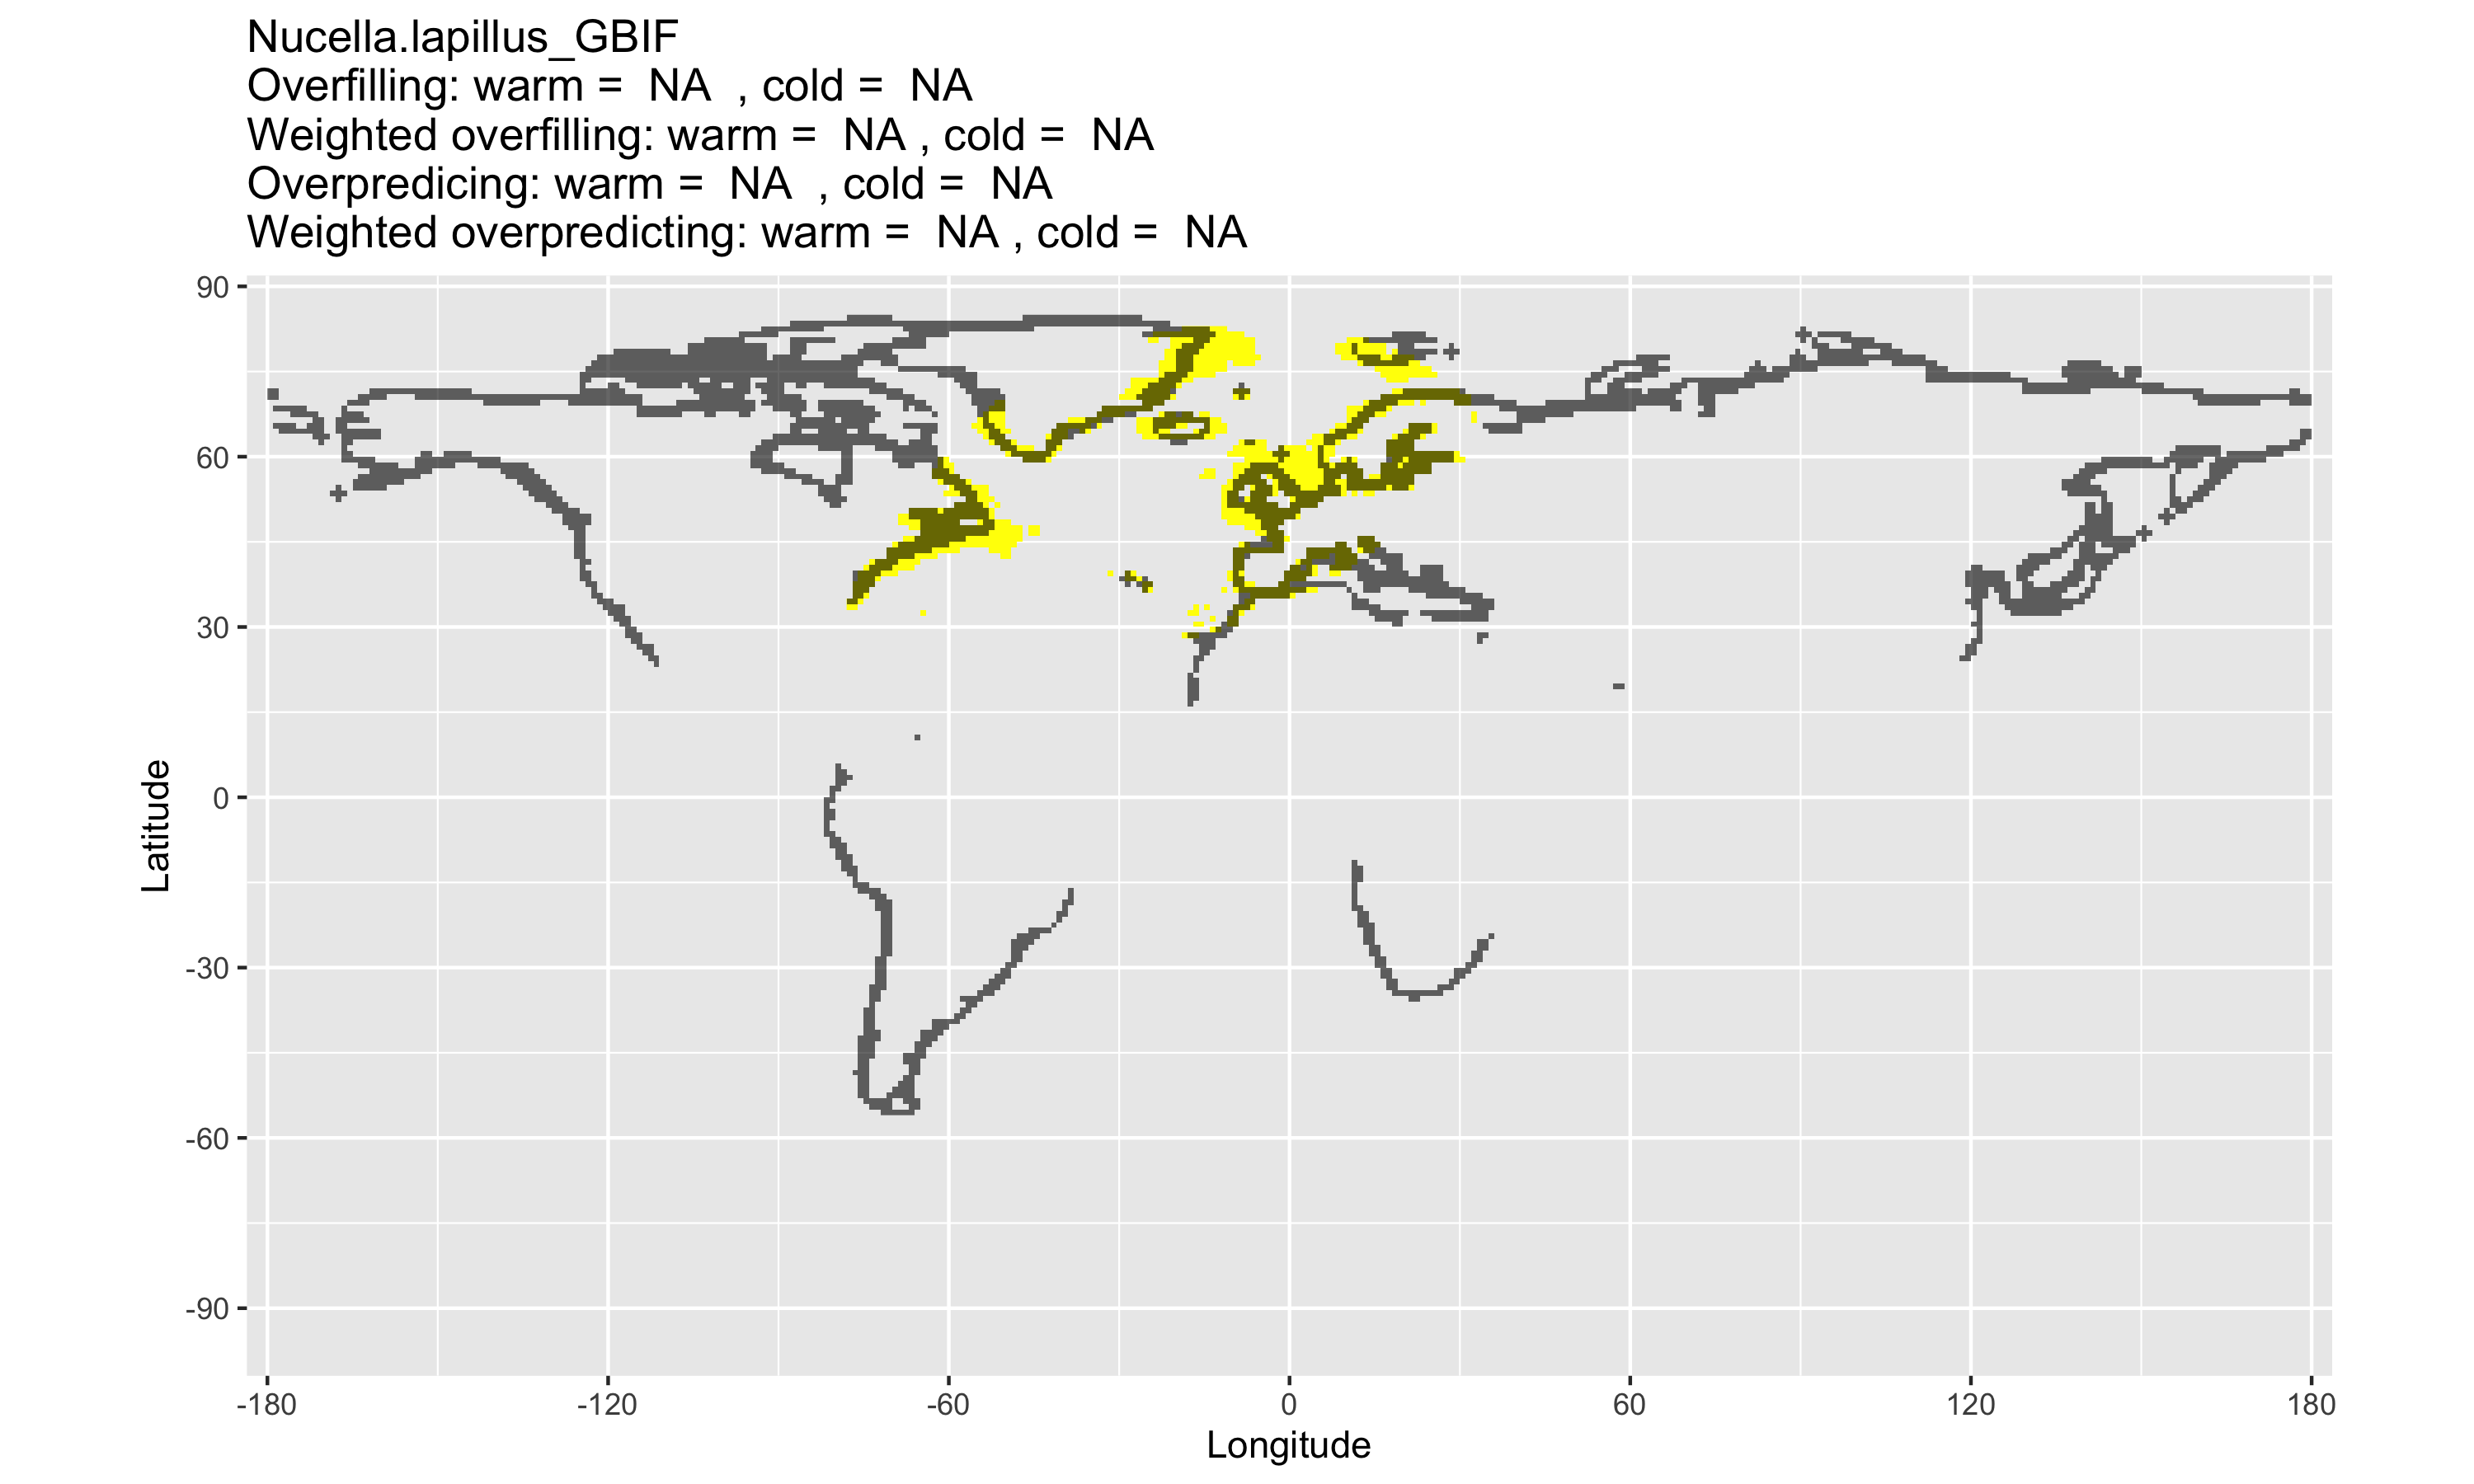 Nucella.lapillus_GBIF
Overfilling: warm =  NA  , cold =  NA
Weighted overfilling: warm =  NA , cold =  NA
Overpredicing: warm =  NA  , cold =  NA
Weighted overpredicting: warm =  NA , cold =  NA
90
60
30
0
-30
-60
-90
Latitude
-180
-120
-60
0
60
120
180
Longitude